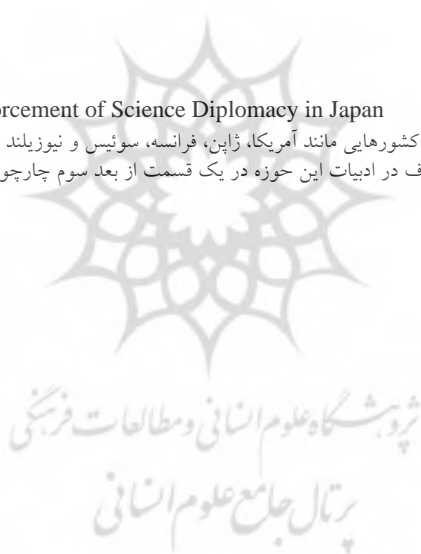 orcement of Science Diplomacy in Japan
کشورهایی مانند آمریکا، ژاپن، فرانسه، سوئیس و نیوزیلند
ف در ادبیات این حوزه در یک قسمت از بعد سوم چارچو
پژوهشگاه علوم انسانی و مطالعات فرهنگی
پرتال جامع علوم انسانی